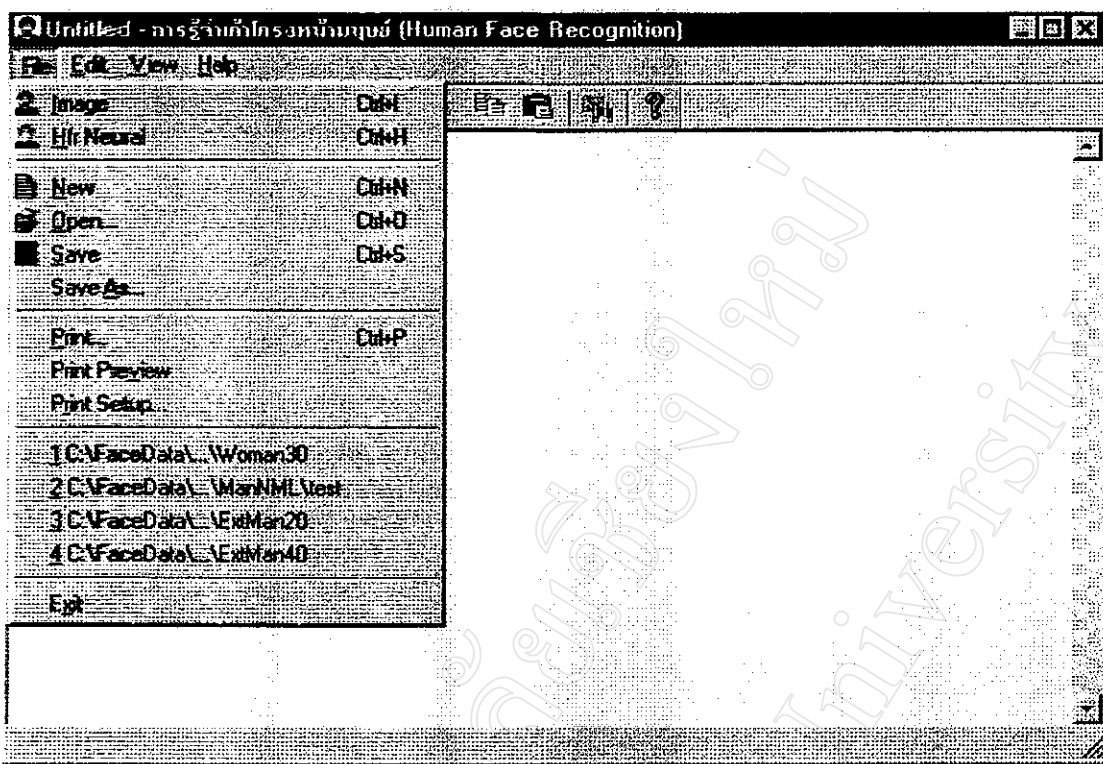 Untitled - การรู้จำเค้าโครงหน้ามนุษย์ (Human Face Recognition)
File Edit View Help
Image Ctrl+I
Hfr Neural Ctrl+H
New Ctrl+N
Open... Ctrl+O
Save Ctrl+S
Save As...
Print... Ctrl+P
Print Preview
Print Setup...
1 C:\FaceData\...\Woman30
2 C:\FaceData\...\ManNML\test
3 C:\FaceData\...\ExtMan20
4 C:\FaceData\...\ExtMan40
Exit
University